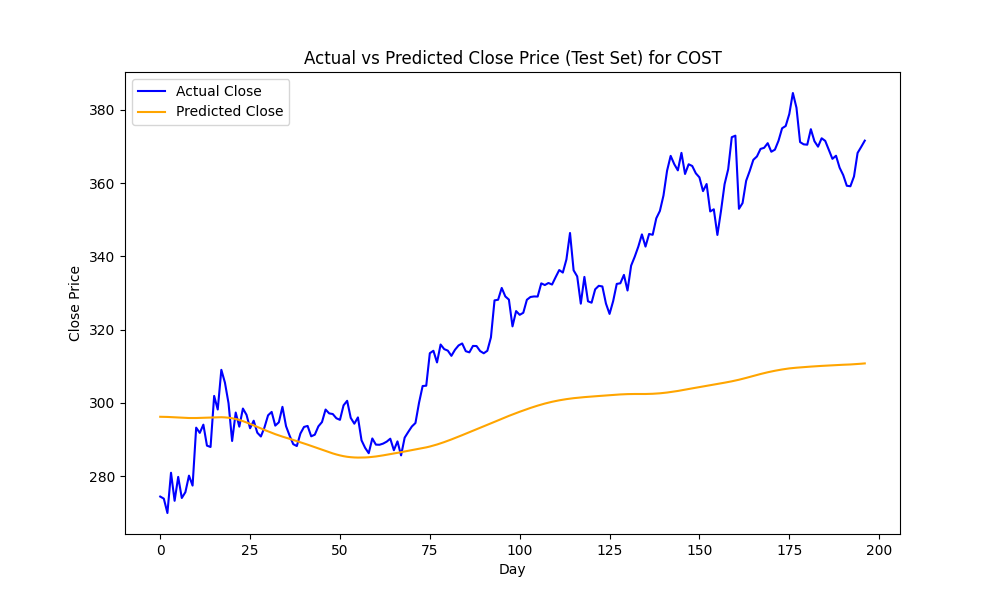 Actual vs Predicted Close Price (Test Set) for COST
Actual Close
Predicted Close
Close Price
380
360
340
320
300
280
0 25 50 75 100 125 150 175 200
Day